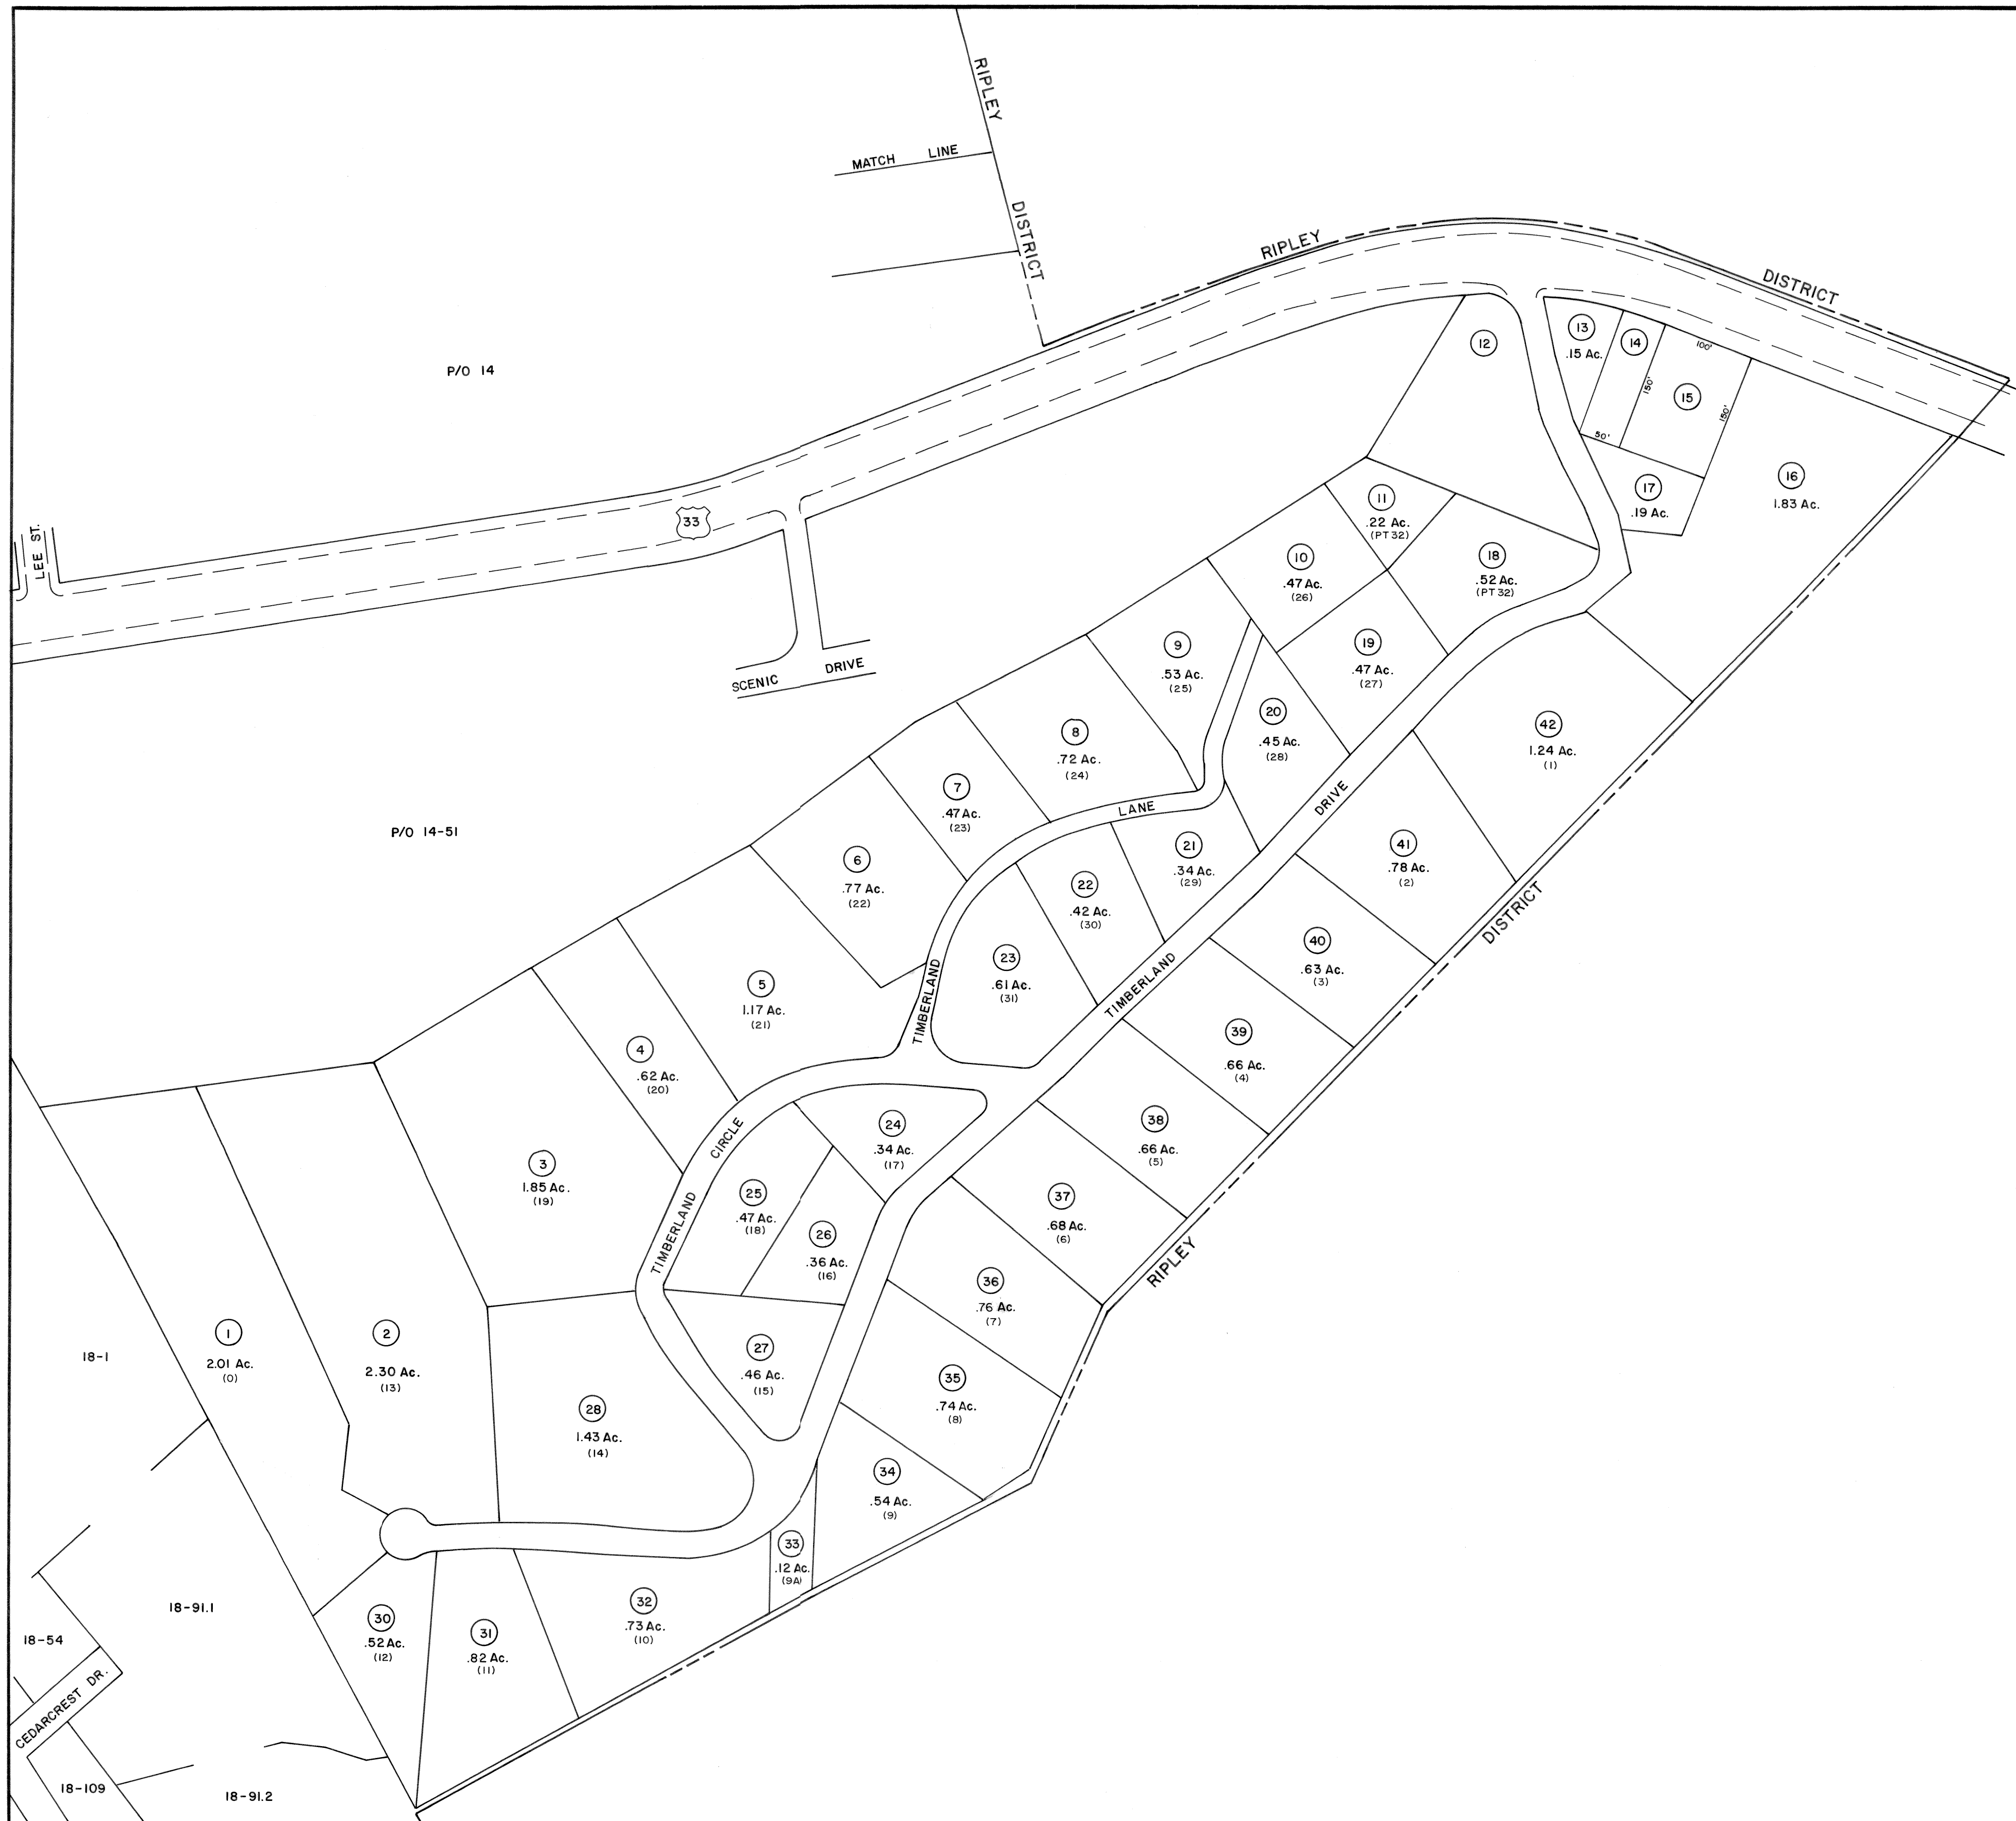 RIPLEY
DISTRICT
MATCH LINE
RIPLEY
DISTRICT
P/O 14
LEE ST.
33
SCENIC DRIVE
P/O 14-51
12
13
.15 Ac.
14
100'
150'
15
150'
50'
16
1.83 Ac.
17
.19 Ac.
11
.22 Ac.
(PT 32)
18
.52 Ac.
(PT 32)
10
.47 Ac.
(26)
9
.53 Ac.
(25)
19
.47 Ac.
(27)
20
.45 Ac.
(28)
8
.72 Ac.
(24)
7
.47 Ac.
(23)
6
.77 Ac.
(22)
TIMBERLAND LANE
21
.34 Ac.
(29)
22
.42 Ac.
(30)
23
.61 Ac.
(31)
TIMBERLAND DRIVE
42
1.24 Ac.
(1)
41
.78 Ac.
(2)
40
.63 Ac.
(3)
39
.66 Ac.
(4)
38
.66 Ac.
(5)
37
.68 Ac.
(6)
36
.76 Ac.
(7)
35
.74 Ac.
(8)
34
.54 Ac.
(9)
33
.12 Ac.
(9A)
RIPLEY
DISTRICT
5
1.17 Ac.
(21)
4
.62 Ac.
(20)
3
1.85 Ac.
(19)
TIMBERLAND CIRCLE
24
.34 Ac.
(17)
25
.47 Ac.
(18)
26
.36 Ac.
(16)
27
.46 Ac.
(15)
28
1.43 Ac.
(14)
2
2.30 Ac.
(13)
1
2.01 Ac.
(0)
18-1
30
.52 Ac.
(12)
31
.82 Ac.
(11)
32
.73 Ac.
(10)
18-91.1
18-54
CEDARCREST DR.
18-109
18-91.2